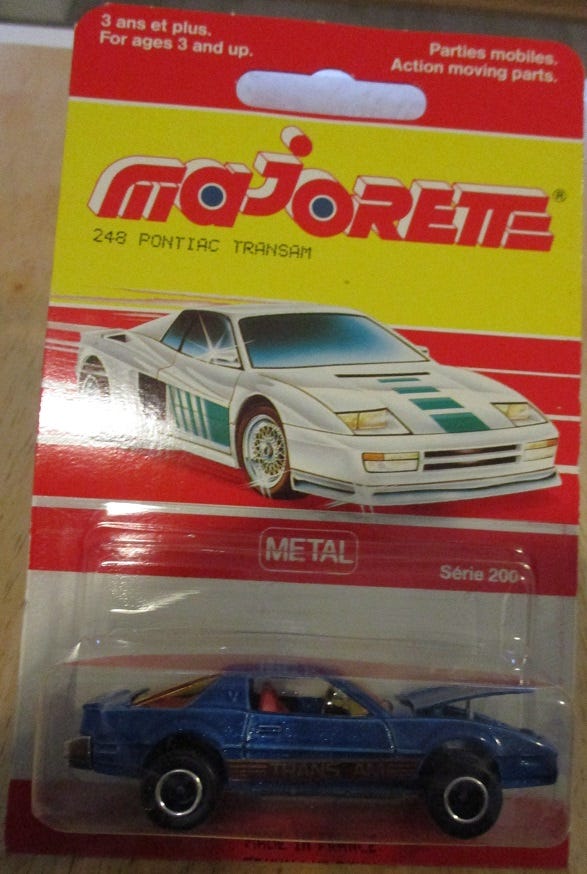 3 ans et plus.
For ages 3 and up.
Parties mobiles.
Action moving parts.
majorette®
248 PONTIAC TRANSAM
METAL
Série 200
TRANS AM
MADE IN FRANCE